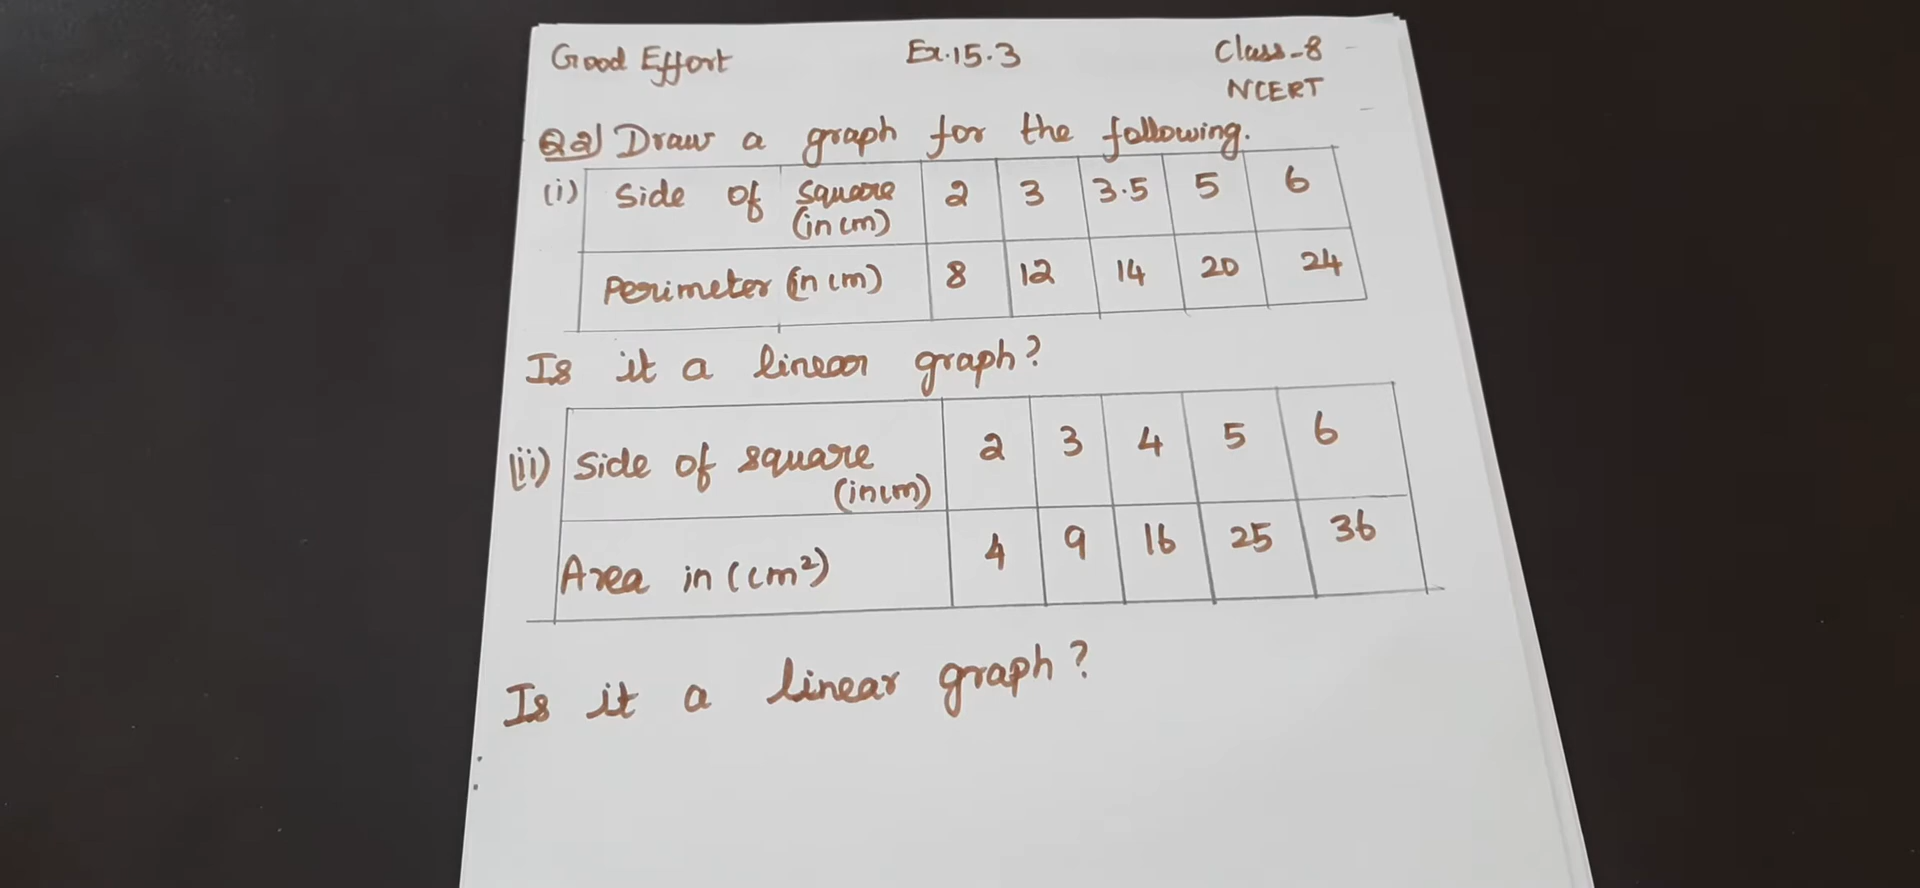 Good Effort Ex.15.3 Class-8
NCERT
Q2) Draw a graph for the following.
(i) Side of square (in cm) 2 3 3.5 5 6
Perimeter (in cm) 8 12 14 20 24
Is it a linear graph?
(ii) Side of square (in cm) 2 3 4 5 6
Area in (cm²) 4 9 16 25 36
Is it a linear graph?